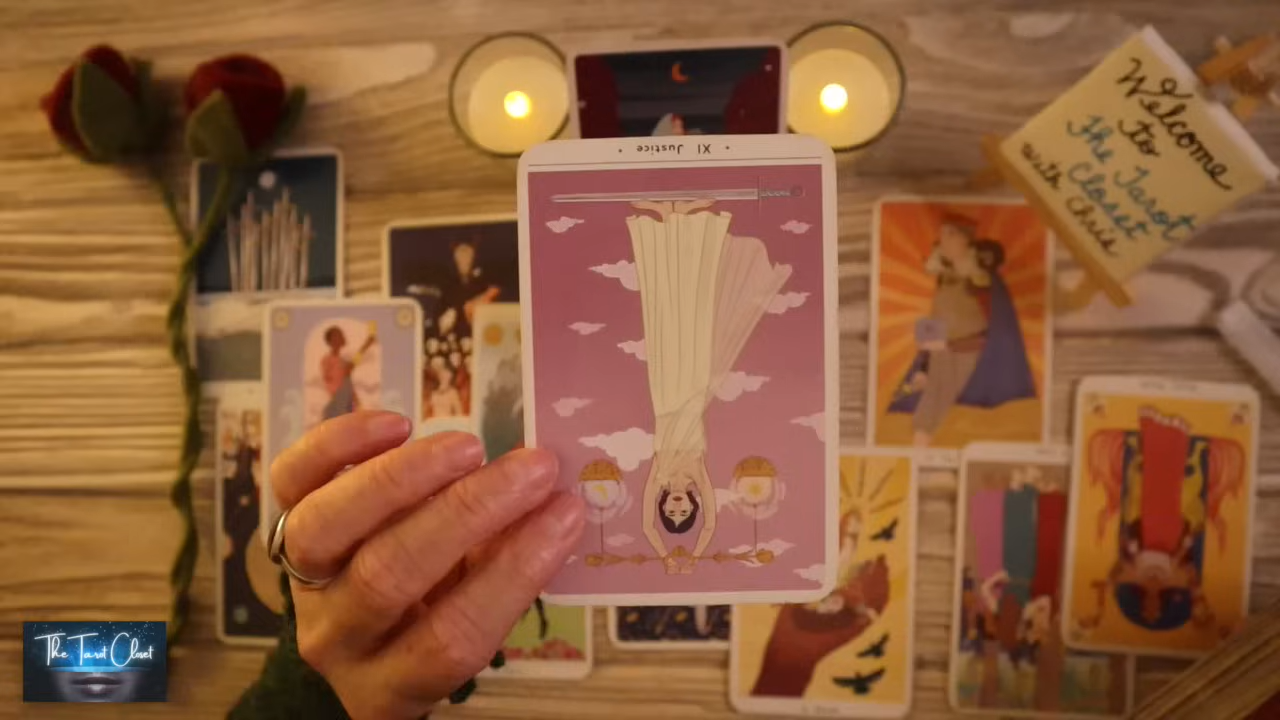 • XI Justice •
Welcome
To
The Tarot
Closet
with Chris
The Tarot Closet